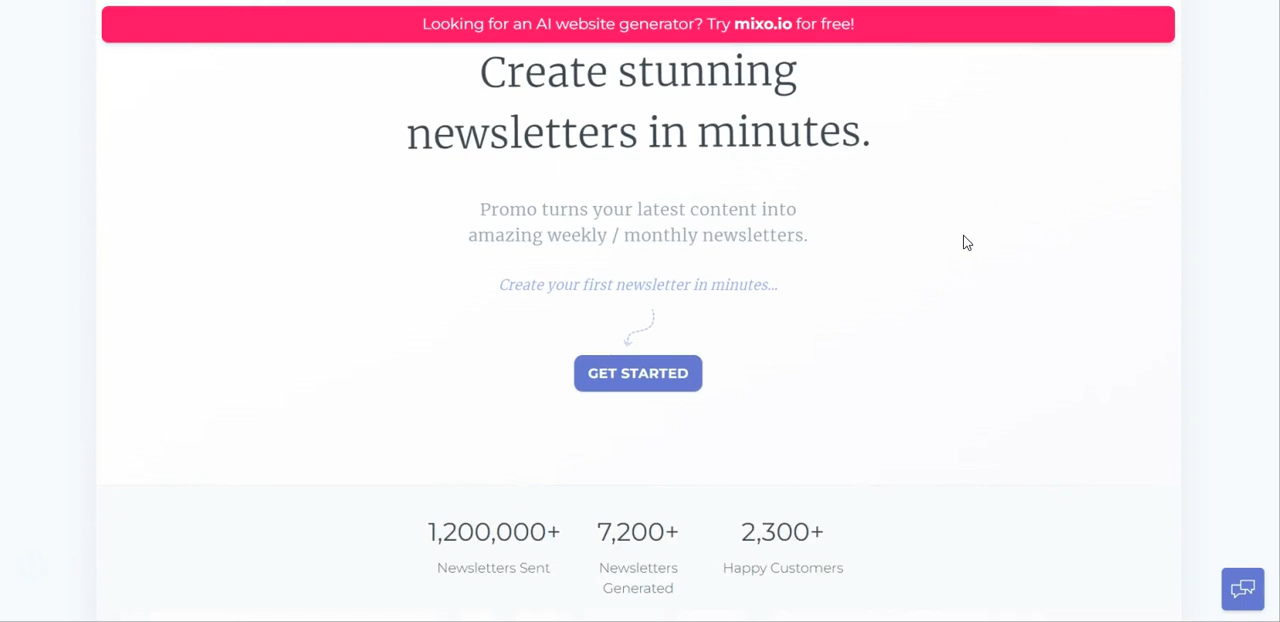 Looking for an AI website generator? Try mixo.io for free!
Create stunning
newsletters in minutes.
Promo turns your latest content into
amazing weekly / monthly newsletters.
Create your first newsletter in minutes...
GET STARTED
1,200,000+
Newsletters Sent
7,200+
Newsletters
Generated
2,300+
Happy Customers